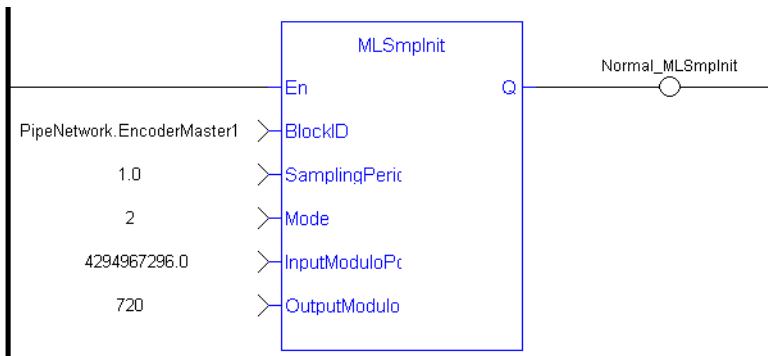 MLSmpInit
Normal_MLSmpInit
En
Q
PipeNetwork.EncoderMaster1
BlockID
1.0
SamplingPeric
2
Mode
4294967296.0
InputModuloPc
720
OutputModulo